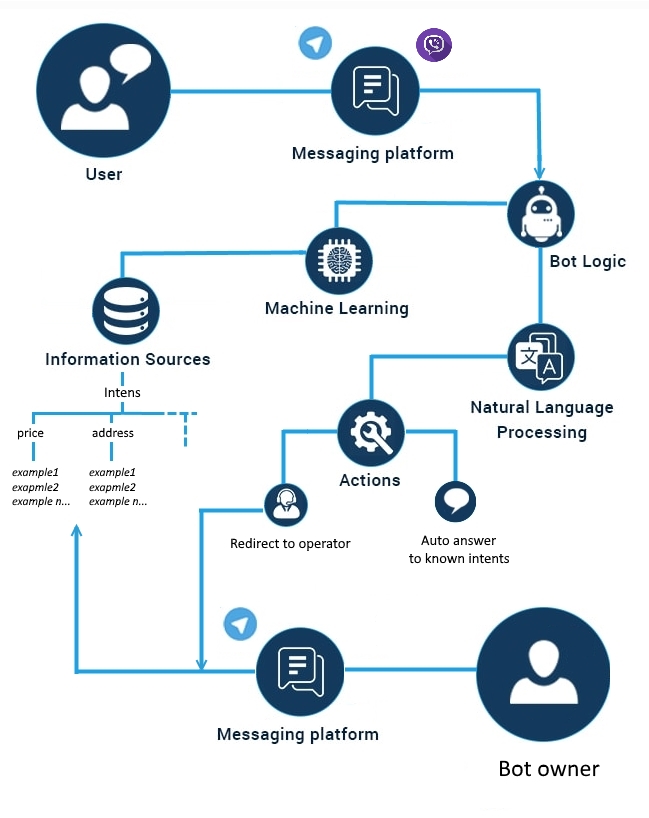 User
Messaging platform
Bot Logic
Machine Learning
Information Sources
Intens
price address
example1 example1
exapmle2 exapmle2
example n... example n...
文 A
Natural Language
Processing
Actions
Redirect to operator
Auto answer
to known intents
Messaging platform
Bot owner